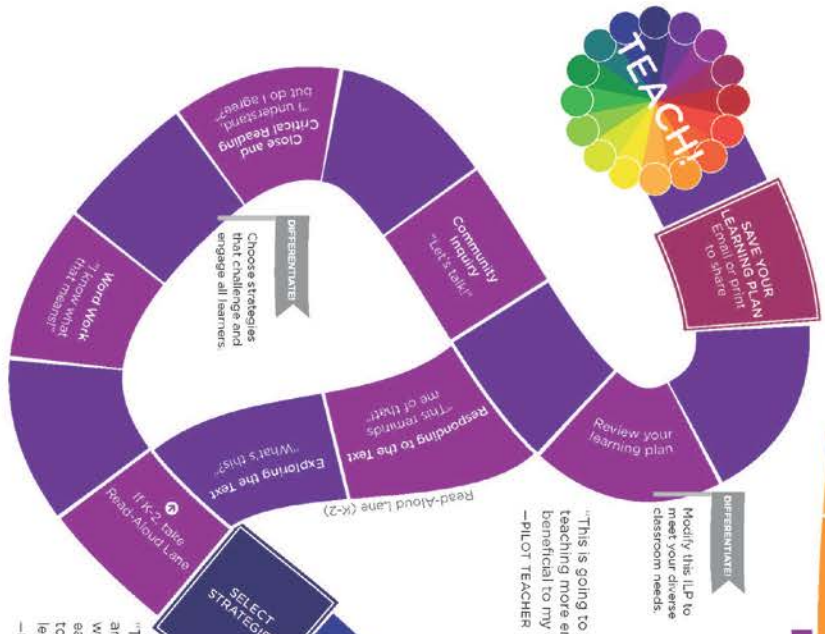 TEACH!
SAVE YOUR
LEARNING PLAN
Email or print
to share
Review your
learning plan
DIFFERENTIATE!
Modify this ILP to
meet your diverse
classroom needs.
"This is going to
teaching more
beneficial to my
—PILOT TEACHER
Community
Inquiry
"Let's talk!"
Close and
Critical Reading
"I understand,
but do I agree?"
DIFFERENTIATE!
Choose strategies
that challenge and
engage all learners.
Word Work
"I know what
that means!"
Responding to the Text
"This reminds
me of that!"
Exploring the Text
"What's this?"
Read-Aloud Lane (K-2)
If K-2, take
Read-Aloud Lane
SELECT